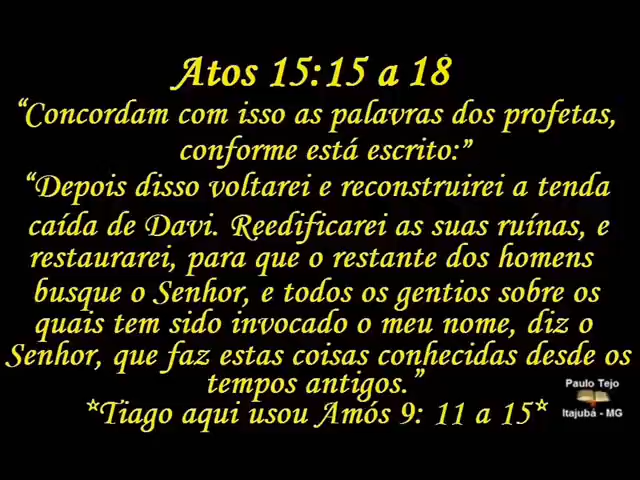 Atos 15:15 a 18
“Concordam com isso as palavras dos profetas,
conforme está escrito:”
“Depois disso voltarei e reconstruirei a tenda
caída de Davi. Reedificarei as suas ruínas, e
restaurarei, para que o restante dos homens
busque o Senhor, e todos os gentios sobre os
quais tem sido invocado o meu nome, diz o
Senhor, que faz estas coisas conhecidas desde os
tempos antigos.”
*Tiago aqui usou Amós 9: 11 a 15*
Paulo Tejo
Itajubá - MG